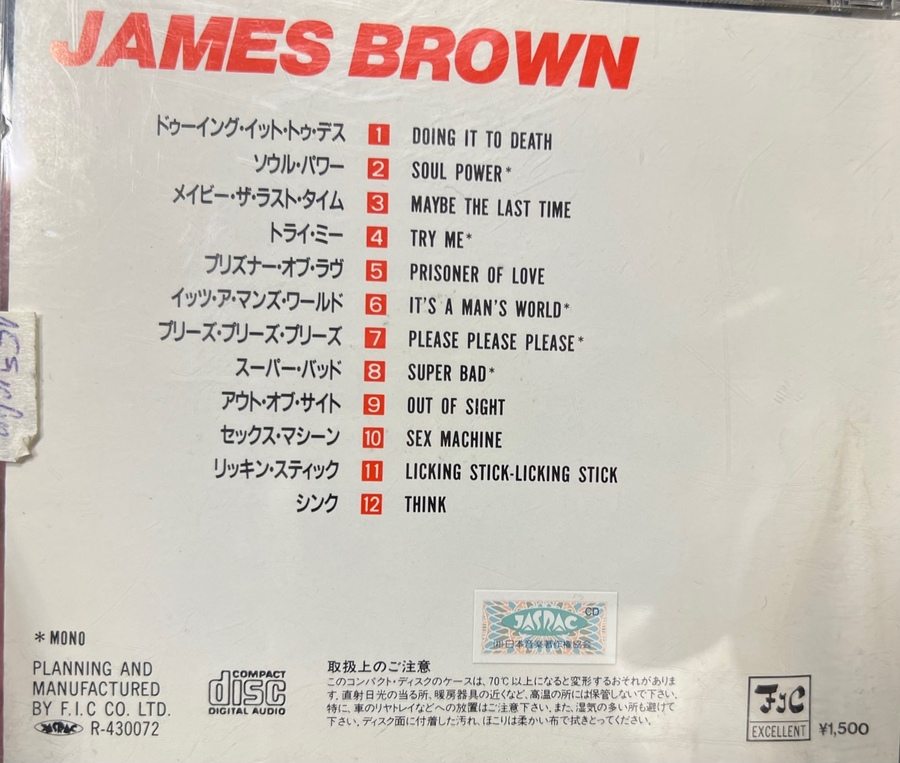 JAMES BROWN
ドゥーイング・イット・トゥ・デス 1 DOING IT TO DEATH
ソウル・パワー 2 SOUL POWER*
メイビー・ザ・ラスト・タイム 3 MAYBE THE LAST TIME
トライ・ミー 4 TRY ME*
プリズナー・オブ・ラヴ 5 PRISONER OF LOVE
イッツ・ア・マンズ・ワールド 6 IT'S A MAN'S WORLD*
プリーズ・プリーズ・プリーズ 7 PLEASE PLEASE PLEASE*
スーパー・バッド 8 SUPER BAD*
アウト・オブ・サイト 9 OUT OF SIGHT
セックス・マシーン 10 SEX MACHINE
リッキン・スティック 11 LICKING STICK-LICKING STICK
シンク 12 THINK
* MONO
PLANNING AND
MANUFACTURED
BY F.I.C CO. LTD.
JASRAC R-430072
COMPACT
disc
DIGITAL AUDIO
取扱上のご注意
このコンパクト・ディスクのケースは、70℃以上になると変形するおそれがありま
す。直射日光の当る所、暖房器具の近くなど、高温の所には保管しないで下さい。
特に、車のリヤトレイなどへの放置はご注意下さい。また、湿気の多い所も避けて
下さい。ディスク面に付着した汚れ、ほこりは柔かい布で拭きとってください。
CD
JASRAC
(社)日本音楽著作権協会
FIC
EXCELLENT
¥1,500